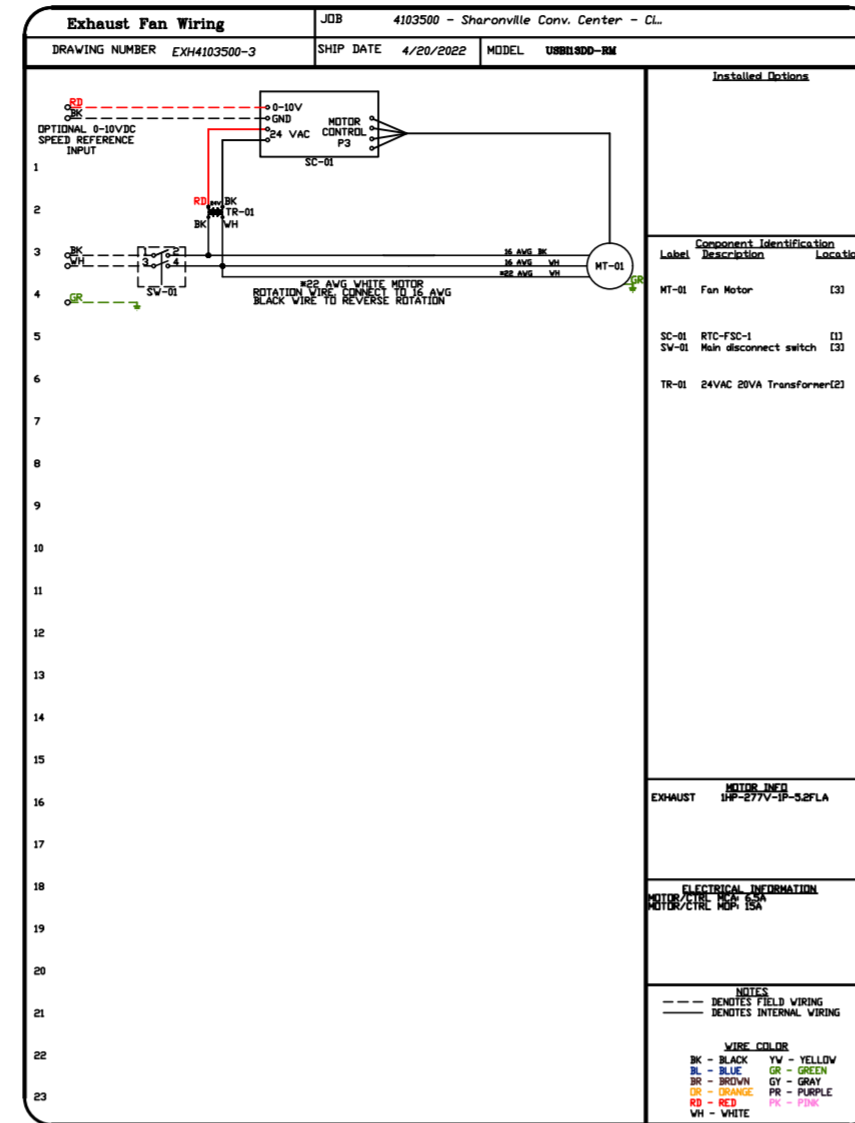 Exhaust Fan Wiring
JOB 4103500 - Sharonville Conv. Center - Ci...
DRAWING NUMBER EXH4103500-3
SHIP DATE 4/20/2022
MODEL USBI13DD-RM
RD
BK
OPTIONAL 0-10VDC
SPEED REFERENCE
INPUT
0-10V
GND
24 VAC
MOTOR
CONTROL
P3
SC-01
RD 24V BK
TR-01
BK WH
BK
WH
1 2
3 4
SW-01
GR
16 AWG BK
16 AWG WH
#22 AWG WH
MT-01
GR
#22 AWG WHITE MOTOR
ROTATION WIRE, CONNECT TO 16 AWG
BLACK WIRE TO REVERSE ROTATION
1
2
3
4
5
6
7
8
9
10
11
12
13
14
15
16
17
18
19
20
21
22
23
Installed Options
Component Identification
Label Description Locatio
MT-01 Fan Motor [3]
SC-01 RTC-FSC-1 [1]
SW-01 Main disconnect switch [3]
TR-01 24VAC 20VA Transformer[2]
MOTOR INFO
EXHAUST 1HP-277V-1P-5.2FLA
ELECTRICAL INFORMATION
MOTOR/CTRL MCA: 6.5A
MOTOR/CTRL MOP: 15A
NOTES
DENOTES FIELD WIRING
DENOTES INTERNAL WIRING
WIRE COLOR
BK - BLACK YW - YELLOW
BL - BLUE GR - GREEN
BR - BROWN GY - GRAY
OR - ORANGE PR - PURPLE
RD - RED PK - PINK
WH - WHITE